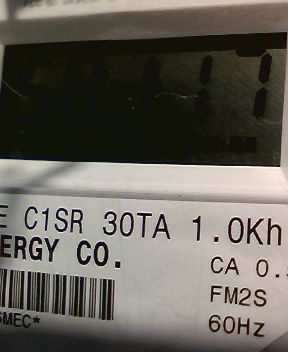 E C1SR 30TA 1.0Kh
ERGY CO.
CA 0.
FM2S
60Hz
SMEC*